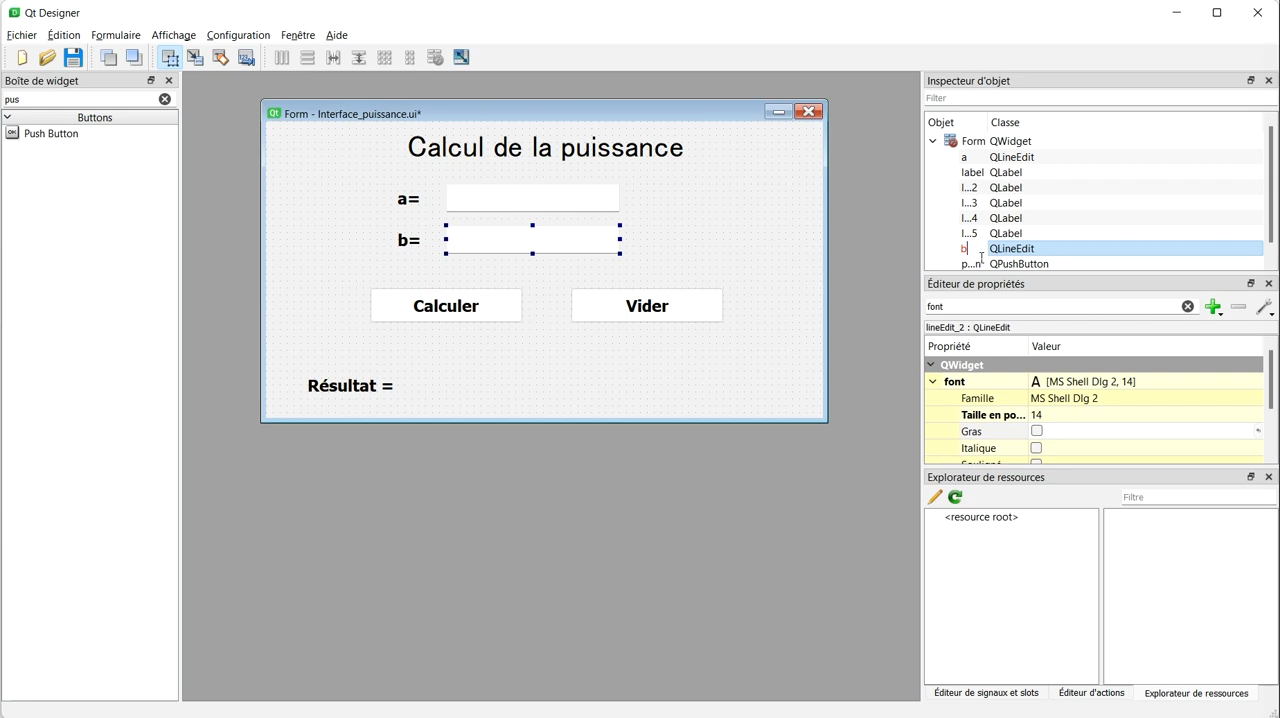 Qt Designer
Fichier Édition Formulaire Affichage Configuration Fenêtre Aide
Boîte de widget
pus
Buttons
OK Push Button
Qt Form - Interface_puissance.ui*
Calcul de la puissance
a=
b=
Calculer Vider
Résultat =
Inspecteur d'objet
Filter
Objet Classe
Form QWidget
a QLineEdit
label QLabel
l...2 QLabel
l...3 QLabel
l...4 QLabel
l...5 QLabel
b QLineEdit
p...n QPushButton
Éditeur de propriétés
font
lineEdit_2 : QLineEdit
Propriété Valeur
QWidget
font A [MS Shell Dlg 2, 14]
Famille MS Shell Dlg 2
Taille en po... 14
Gras
Italique
Souligné
Explorateur de ressources
Filtre
<resource root>
Éditeur de signaux et slots Éditeur d'actions Explorateur de ressources